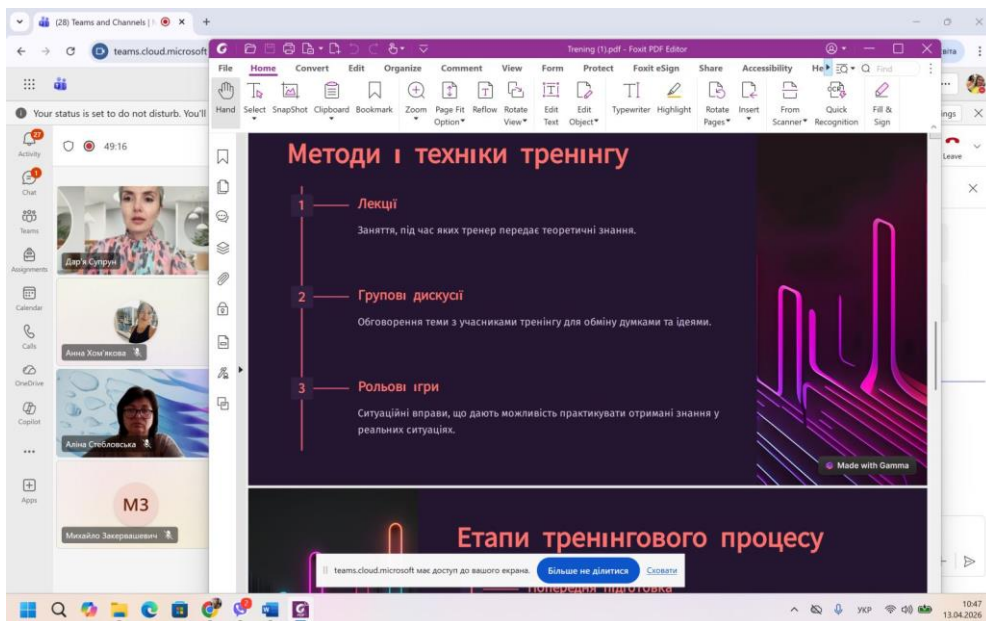 (28) Teams and Channels |
teams.cloud.microsoft
Your status is set to do not disturb. You'll
49:16
Leave
Activity
27
Chat
1
Teams
Assignments
Calendar
Calls
OneDrive
Copilot
Apps
Дар'я Супрун
Анна Хом'якова
Аліна Стебловська
МЗ
Михайло Закервашевич
Trening (1).pdf - Foxit PDF Editor
File Home Convert Edit Organize Comment View Form Protect Foxit eSign Share Accessibility He Find
Hand Select SnapShot Clipboard Bookmark Zoom Page Fit Option Reflow Rotate View Edit Text Edit Object Typewriter Highlight Rotate Pages Insert From Scanner Quick Recognition Fill & Sign
Методи і техніки тренінгу
1 Лекції
Заняття, під час яких тренер передає теоретичні знання.
2 Групові дискусії
Обговорення теми з учасниками тренінгу для обміну думками та ідеями.
3 Рольові ігри
Ситуаційні вправи, що дають можливість практикувати отримані знання у
реальних ситуаціях.
Made with Gamma
Етапи тренінгового процесу
Попередня підготовка
teams.cloud.microsoft має доступ до вашого екрана. Більше не ділитися Сховати
УКР
10:47
13.04.2026